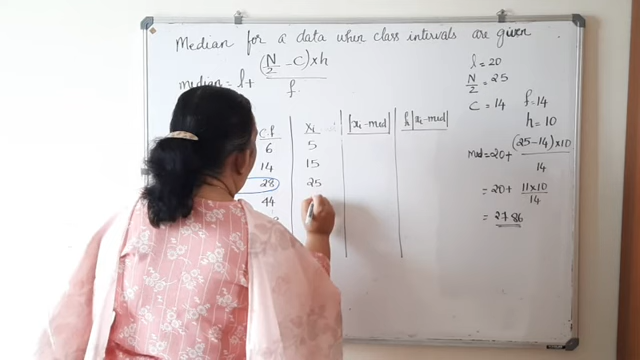 Median for a data when class intervals are given
median = l + (N/2 - C) x h / f
C.f | xi | |xi - med| | fi |xi - med|
6 | 5
14 | 15
28 | 25
44
l = 20
N/2 = 25
C = 14 f = 14
h = 10
Med = 20 + (25 - 14) x 10 / 14
= 20 + 11 x 10 / 14
= 27.86